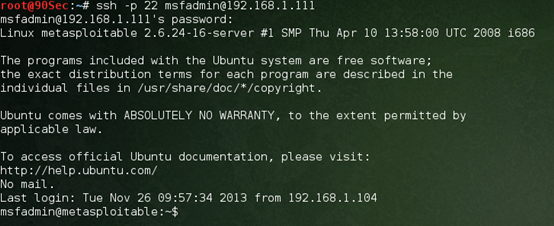 root@90Sec:~# ssh -p 22 msfadmin@192.168.1.111
msfadmin@192.168.1.111's password:
Linux metasploitable 2.6.24-16-server #1 SMP Thu Apr 10 13:58:00 UTC 2008 i686
The programs included with the Ubuntu system are free software;
the exact distribution terms for each program are described in the
individual files in /usr/share/doc/*/copyright.
Ubuntu comes with ABSOLUTELY NO WARRANTY, to the extent permitted by
applicable law.
To access official Ubuntu documentation, please visit:
http://help.ubuntu.com/
No mail.
Last login: Tue Nov 26 09:57:34 2013 from 192.168.1.104
msfadmin@metasploitable:~$